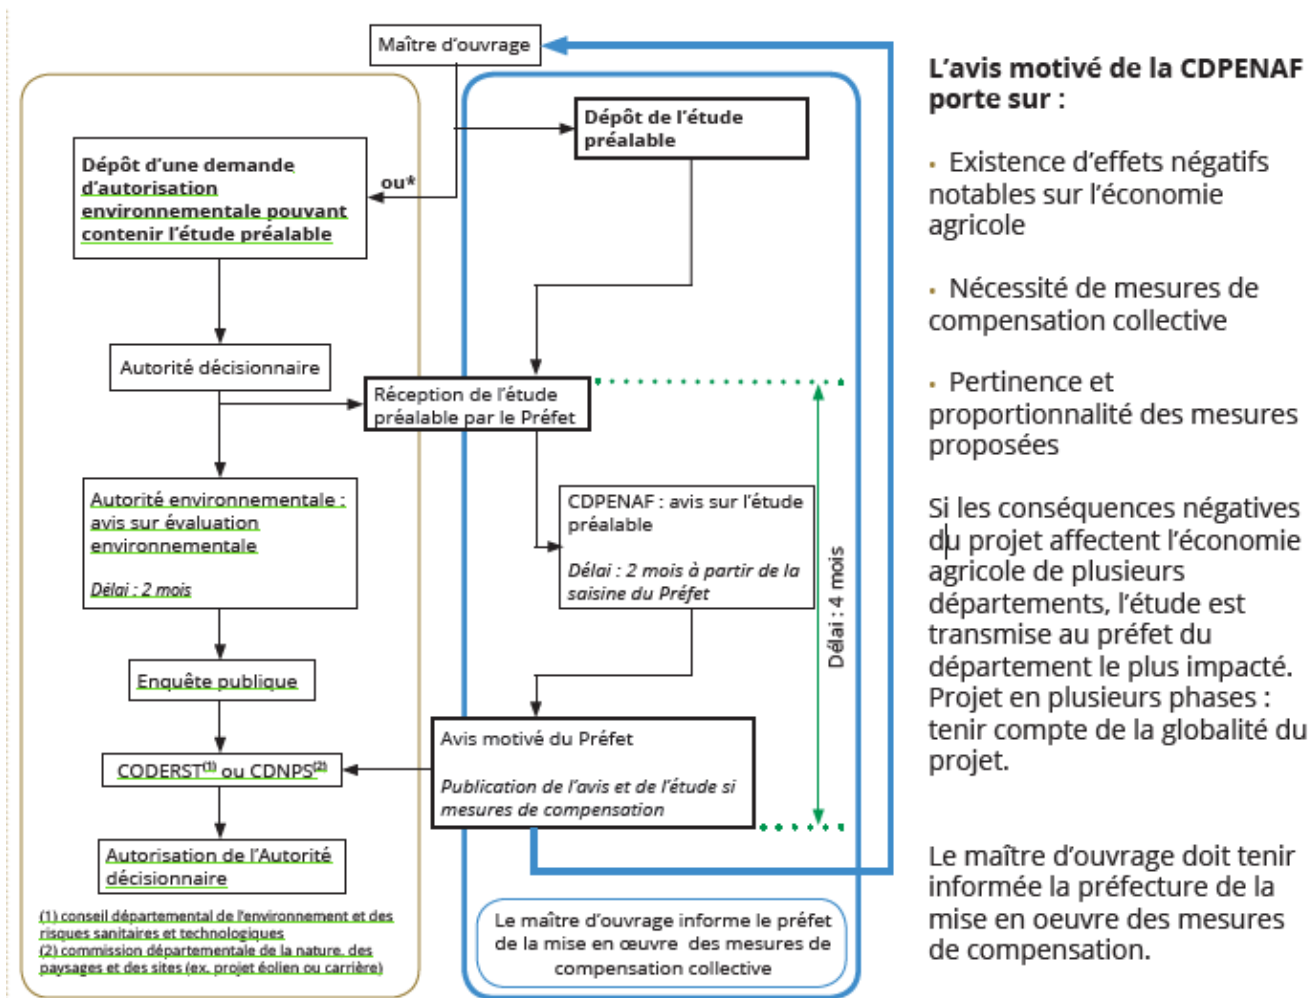 Maître d'ouvrage
Dépôt de l'étude
préalable
Dépôt d'une demande
d'autorisation
environnementale pouvant
contenir l'étude préalable
ou*
Autorité décisionnaire
Réception de l'étude
préalable par le Préfet
Autorité environnementale :
avis sur évaluation
environnementale
Délai : 2 mois
CDPENAF : avis sur l'étude
préalable
Délai : 2 mois à partir de la
saisine du Préfet
Délai : 4 mois
Enquête publique
Avis motivé du Préfet
Publication de l'avis et de l'étude si
mesures de compensation
CODERST(1) ou CDNPS(2)
Autorisation de l'Autorité
décisionnaire
(1) conseil départemental de l'environnement et des
risques sanitaires et technologiques
(2) commission départementale de la nature, des
paysages et des sites (ex. projet éolien ou carrière)
Le maître d'ouvrage informe le préfet
de la mise en œuvre des mesures de
compensation collective
L'avis motivé de la CDPENAF
porte sur :
• Existence d'effets négatifs
notables sur l'économie
agricole
• Nécessité de mesures de
compensation collective
• Pertinence et
proportionnalité des mesures
proposées
Si les conséquences négatives
du projet affectent l'économie
agricole de plusieurs
départements, l'étude est
transmise au préfet du
département le plus impacté.
Projet en plusieurs phases :
tenir compte de la globalité du
projet.
Le maître d'ouvrage doit tenir
informée la préfecture de la
mise en oeuvre des mesures
de compensation.